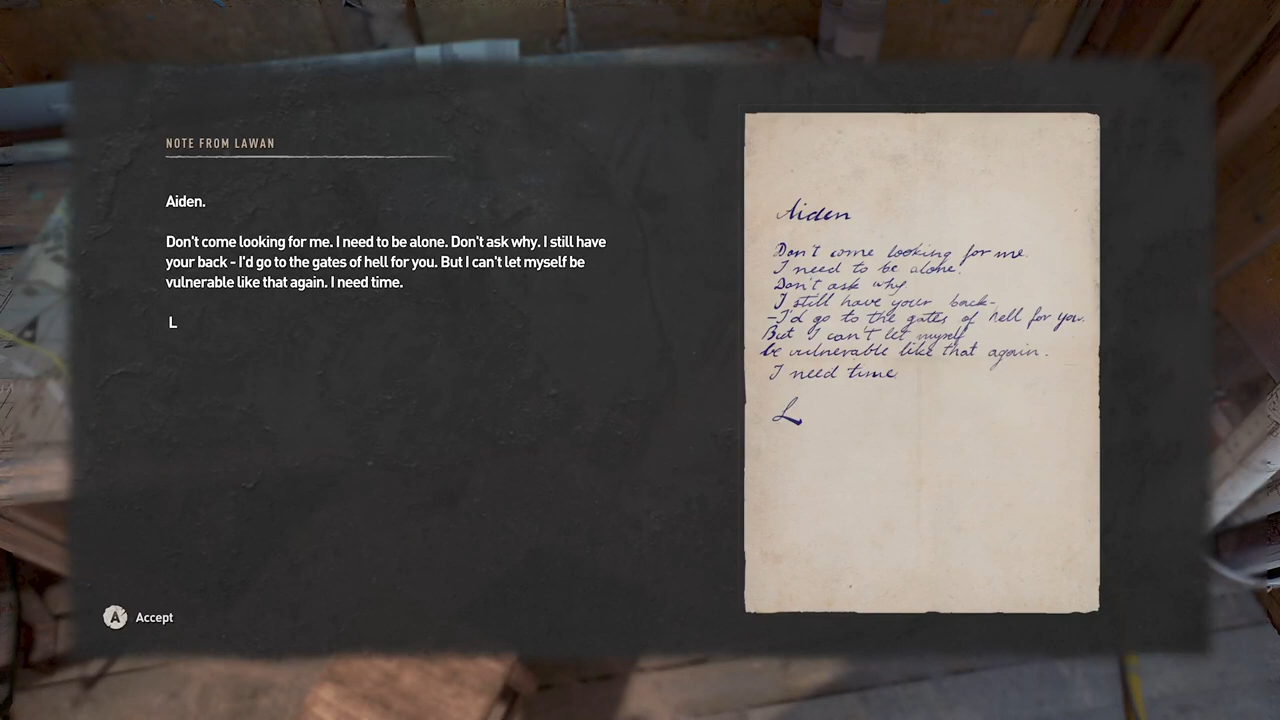 NOTE FROM LAWAN
Aiden.
Don't come looking for me. I need to be alone. Don't ask why. I still have
your back - I'd go to the gates of hell for you. But I can't let myself be
vulnerable like that again. I need time.
L
Aiden
Don't come looking for me.
I need to be alone.
Don't ask why
I still have your back-
-I'd go to the gates of hell for you.
But I can't let myself
be vulnerable like that again.
I need time
L
A Accept